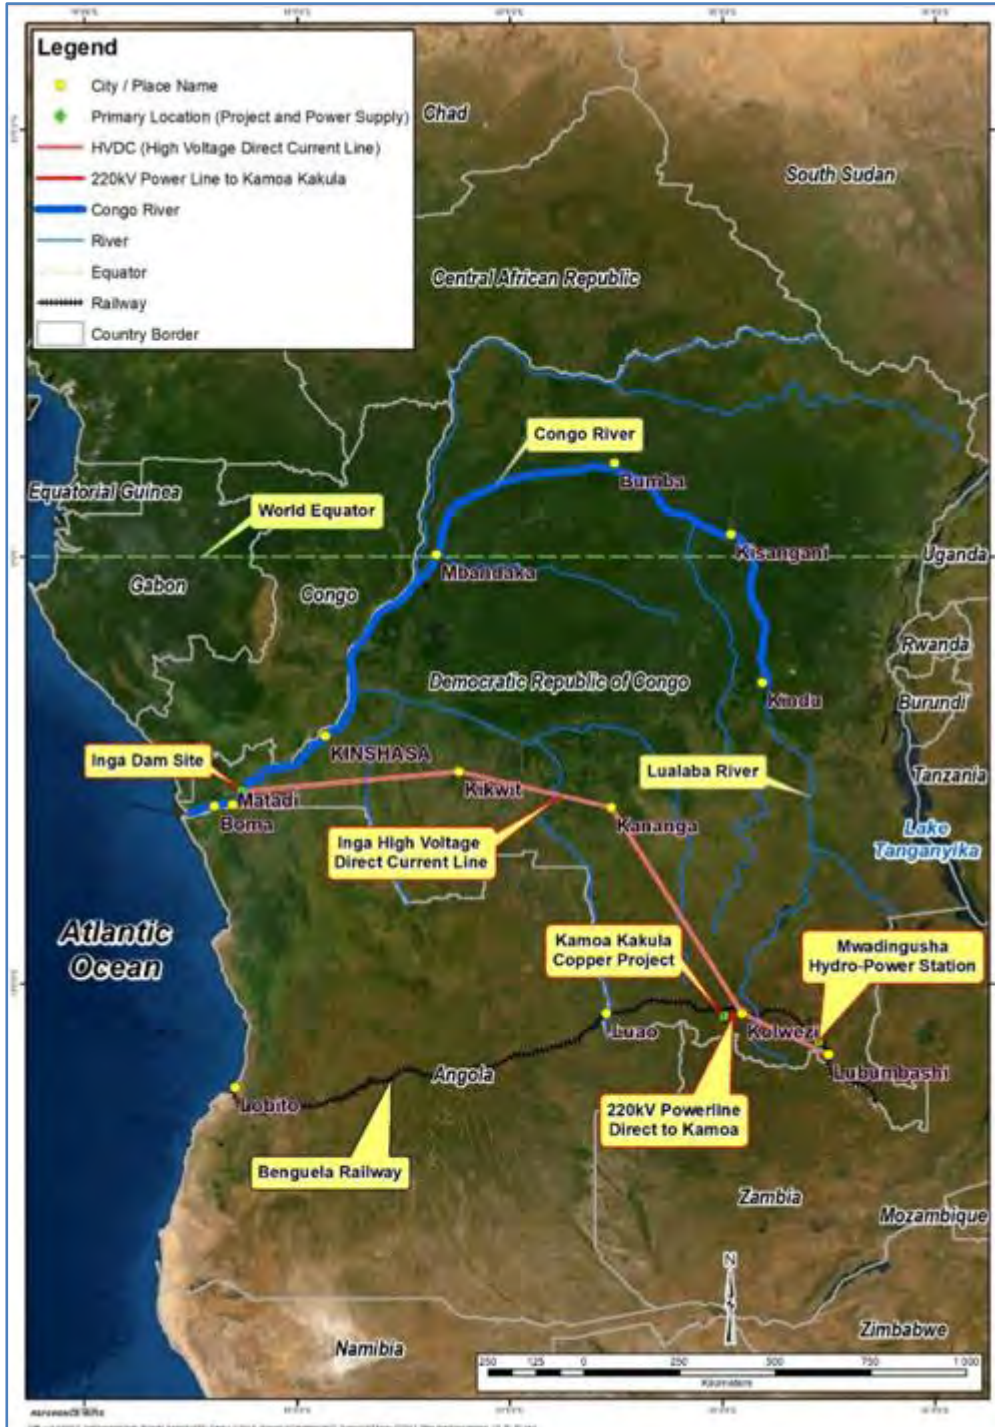 Legend
City / Place Name
Primary Location (Project and Power Supply)
HVDC (High Voltage Direct Current Line)
220kV Power Line to Kamoa Kakula
Congo River
River
Equator
Railway
Country Border
Chad
South Sudan
Central African Republic
Congo River
Bumba
Equatorial Guinea
World Equator
Kisangani
Uganda
Mbandaka
Gabon
Congo
Rwanda
Democratic Republic of Congo
Kindu
Burundi
KINSHASA
Inga Dam Site
Lualaba River
Tanzania
Matadi
Kikwit
Boma
Kananga
Lake
Tanganyika
Inga High Voltage
Direct Current Line
Atlantic
Ocean
Kamoa Kakula
Copper Project
Mwadingusha
Hydro-Power Station
Luao
Kolwezi
Lubumbashi
Angola
Lobito
220kV Powerline
Direct to Kamoa
Benguela Railway
Zambia
Mozambique
N
Zimbabwe
Namibia
250 125 0 250 500 750 1 000
Kilometers